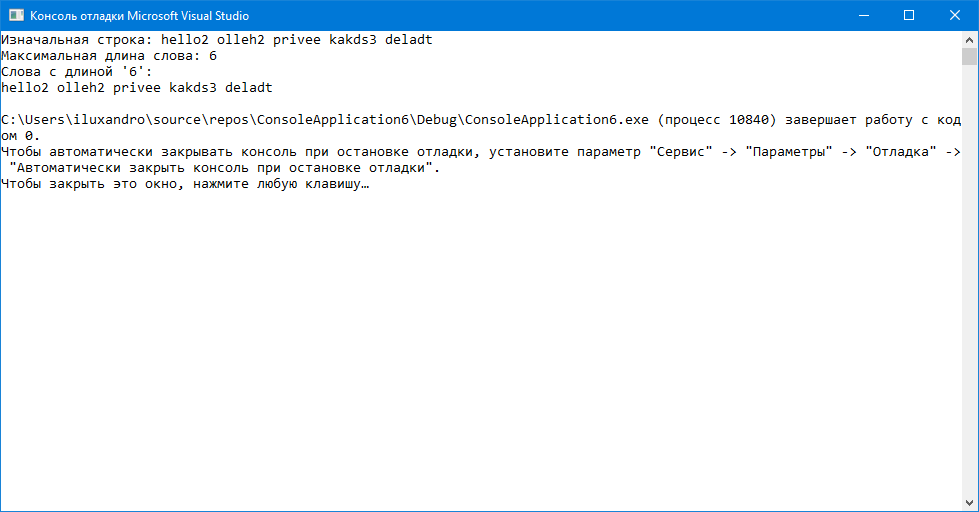 Консоль отладки Microsoft Visual Studio
Изначальная строка: hello2 olleh2 privee kakds3 deladt
Максимальная длина слова: 6
Слова с длиной '6':
hello2 olleh2 privee kakds3 deladt
C:\Users\iluxandro\source\repos\ConsoleApplication6\Debug\ConsoleApplication6.exe (процесс 10840) завершает работу с код
ом 0.
Чтобы автоматически закрывать консоль при остановке отладки, установите параметр "Сервис" -> "Параметры" -> "Отладка" ->
"Автоматически закрыть консоль при остановке отладки".
Чтобы закрыть это окно, нажмите любую клавишу…